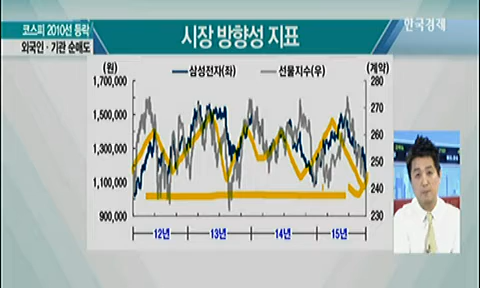 코스피 2010선 등락
외국인·기관 순매도
시장 방향성 지표
한국경제
(원)
삼성전자(좌)
선물지수(우)
(계약)
1,700,000
1,500,000
1,300,000
1,100,000
900,000
280
270
260
250
240
230
12년
13년
14년
15년